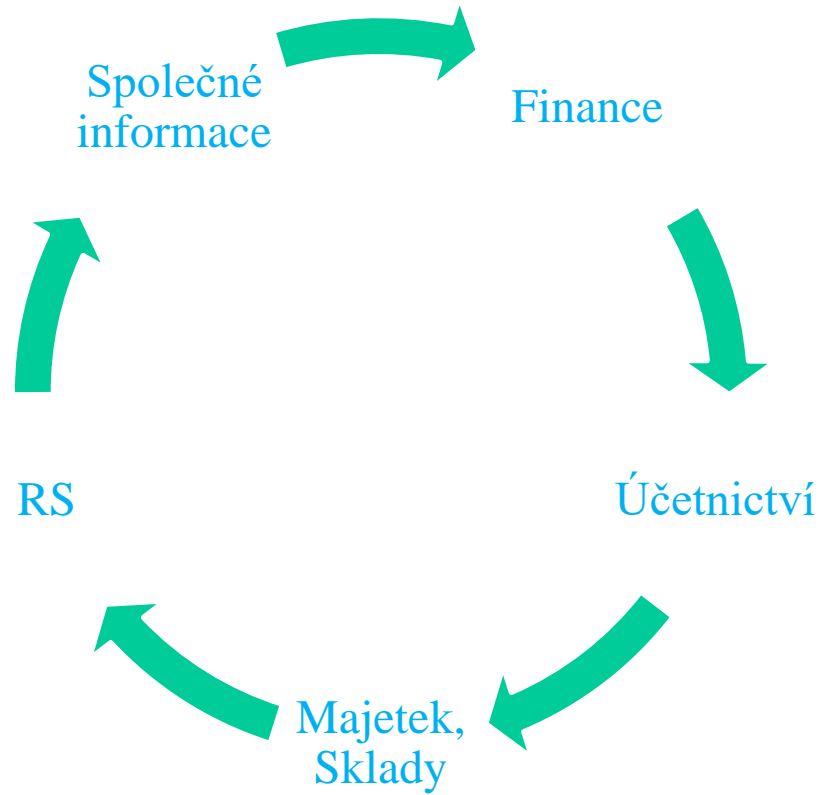 Společné
informace
Finance
Účetnictví
Majetek,
Sklady
RS